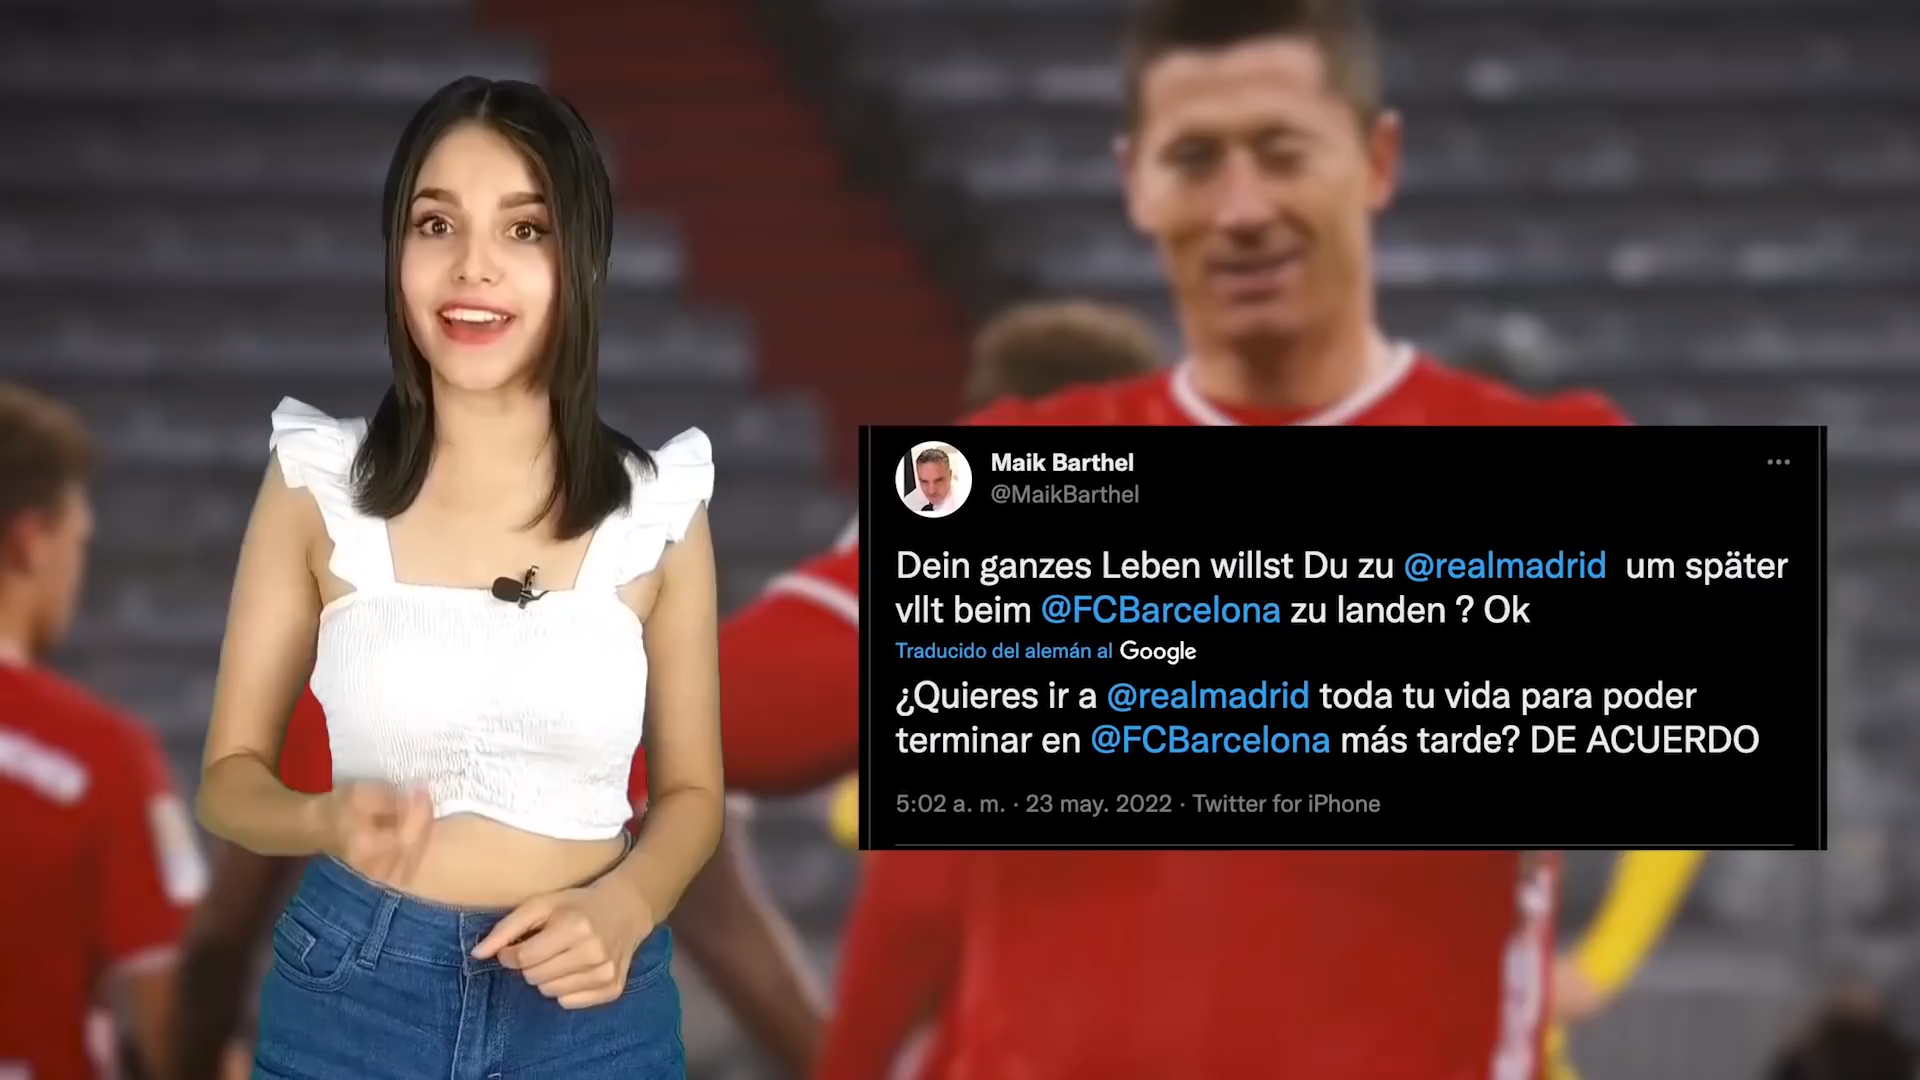 Maik Barthel
@MaikBarthel
Dein ganzes Leben willst Du zu @realmadrid um später
vllt beim @FCBarcelona zu landen ? Ok
Traducido del alemán al Google
¿Quieres ir a @realmadrid toda tu vida para poder
terminar en @FCBarcelona más tarde? DE ACUERDO
5:02 a. m. · 23 may. 2022 · Twitter for iPhone